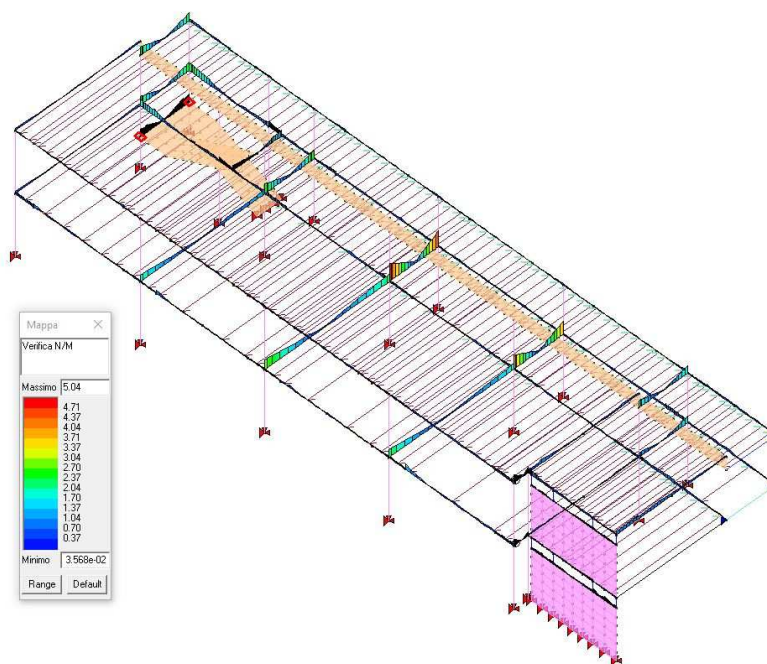 Mappa
Verifica N/M
Massimo 5.04
4.71
4.37
4.04
3.71
3.37
3.04
2.70
2.37
2.04
1.70
1.37
1.04
0.70
0.37
Minimo 3.568e-02
Range Default